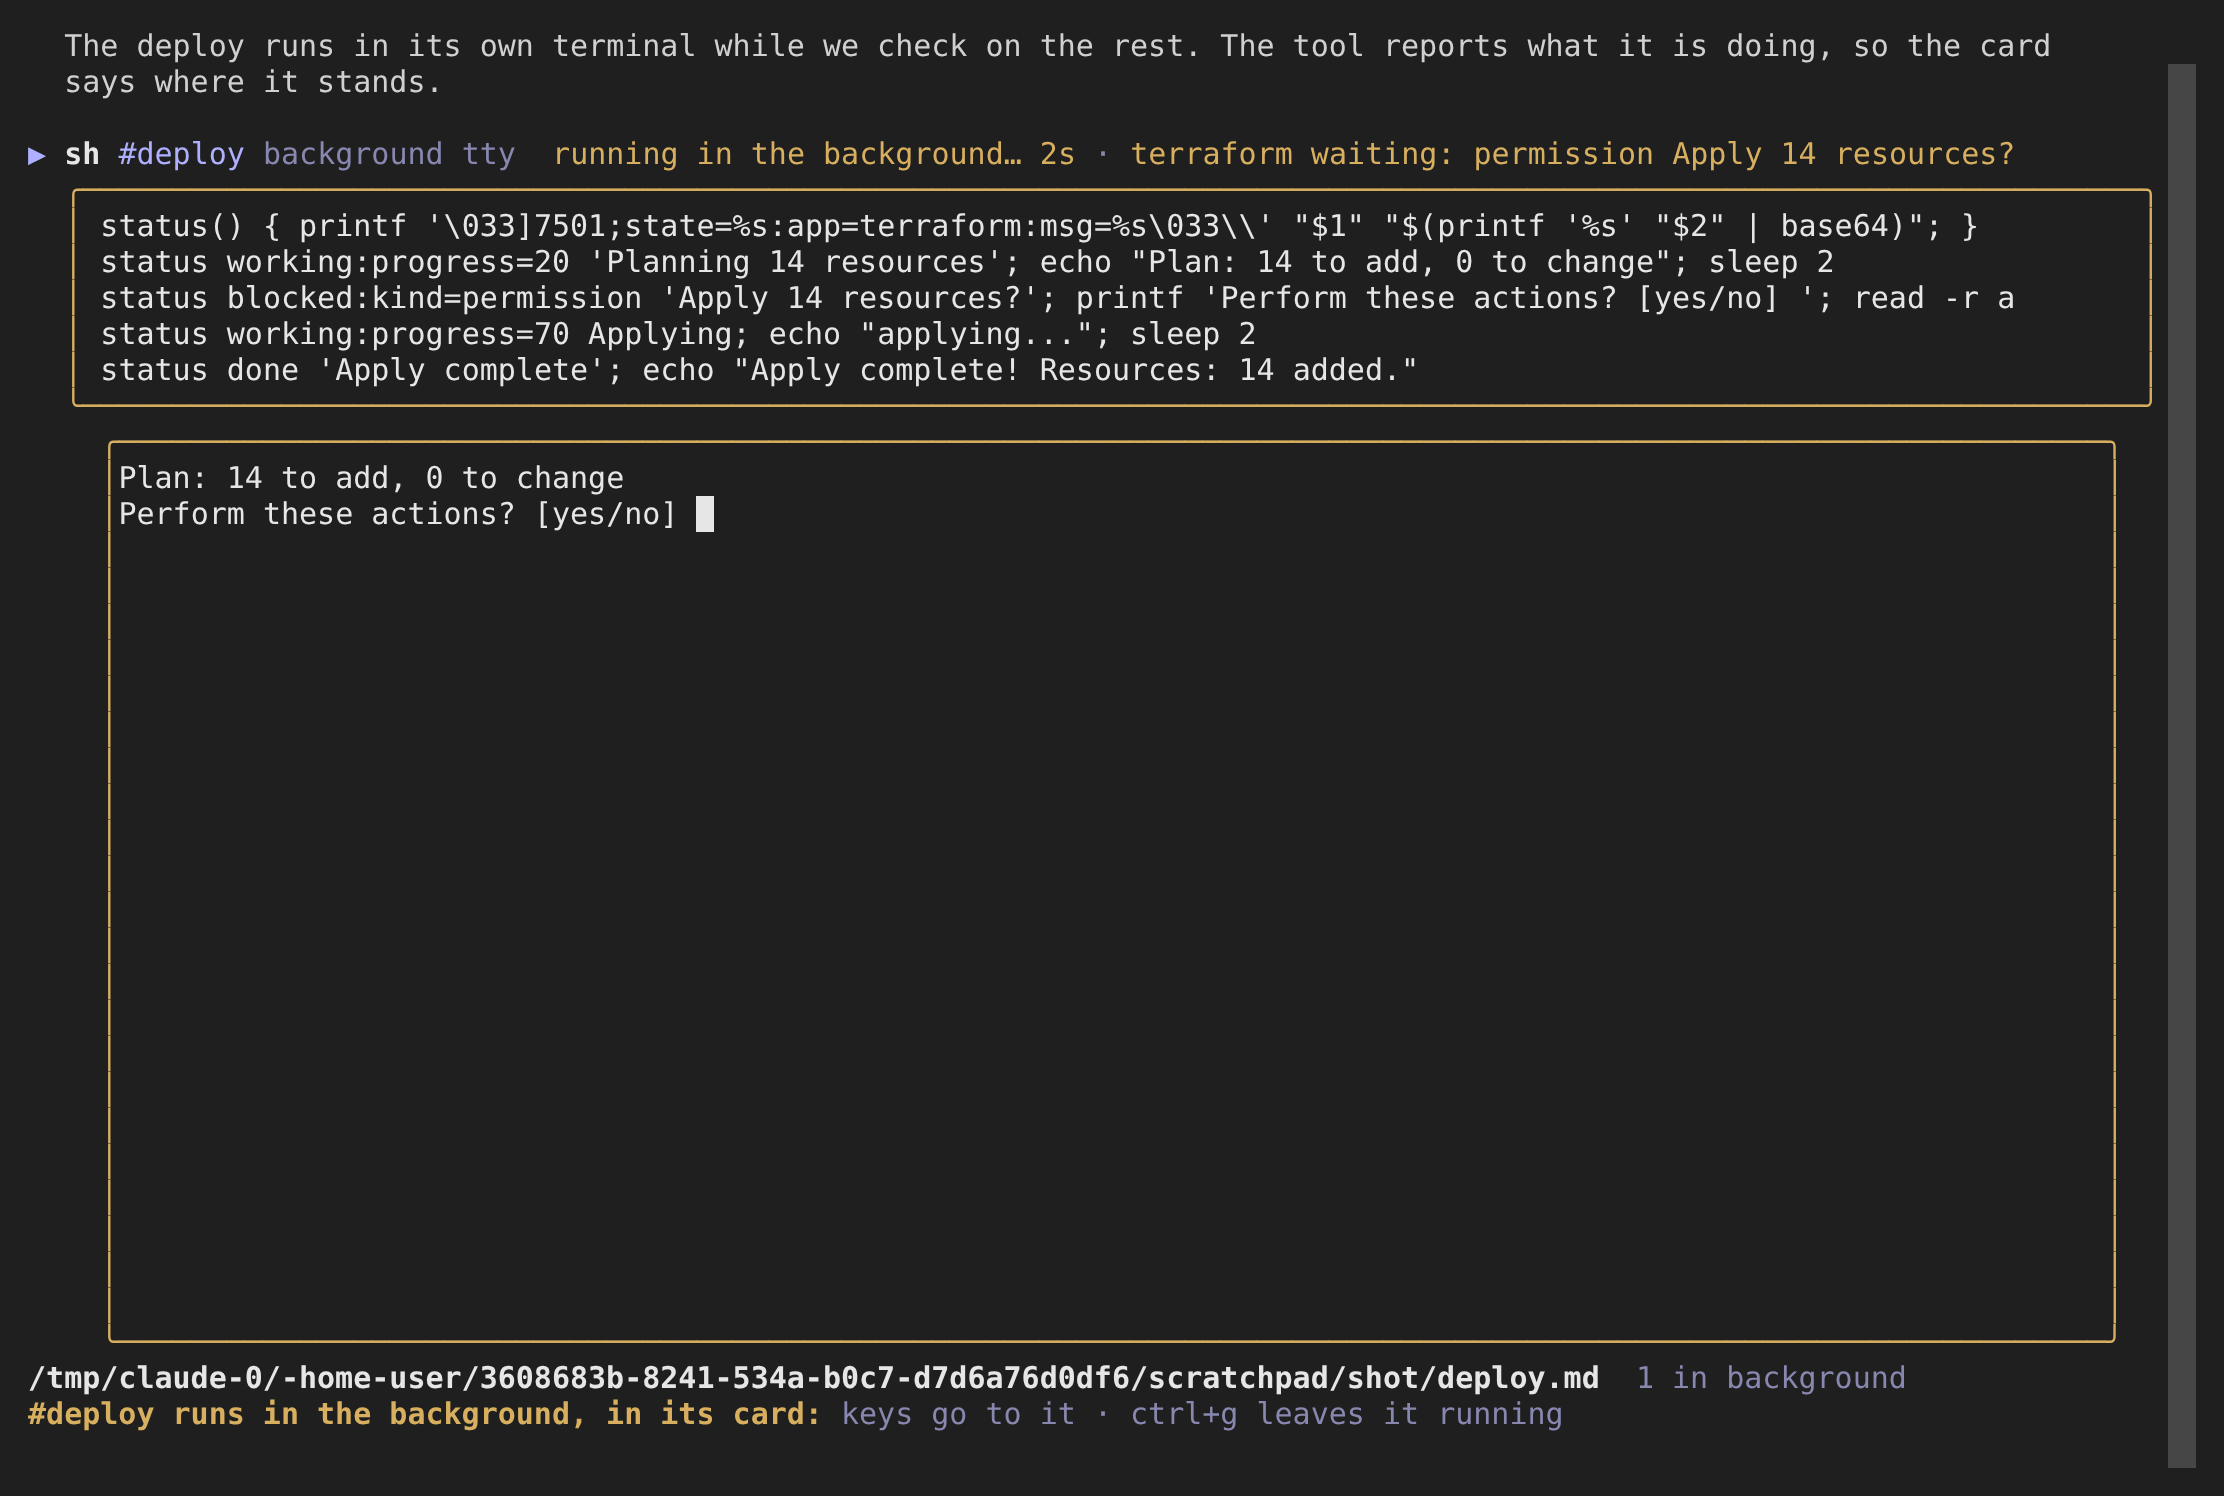 The deploy runs in its own terminal while we check on the rest. The tool reports what it is doing, so the card
says where it stands.
▶ sh #deploy background tty  running in the background… 2s · terraform waiting: permission Apply 14 resources?
status() { printf '\033]7501;state=%s:app=terraform:msg=%s\033\\' "$1" "$(printf '%s' "$2" | base64)"; }
status working:progress=20 'Planning 14 resources'; echo "Plan: 14 to add, 0 to change"; sleep 2
status blocked:kind=permission 'Apply 14 resources?'; printf 'Perform these actions? [yes/no] '; read -r a
status working:progress=70 Applying; echo "applying..."; sleep 2
status done 'Apply complete'; echo "Apply complete! Resources: 14 added."
Plan: 14 to add, 0 to change
Perform these actions? [yes/no]
/tmp/claude-0/-home-user/3608683b-8241-534a-b0c7-d7d6a76d0df6/scratchpad/shot/deploy.md  1 in background
#deploy runs in the background, in its card: keys go to it · ctrl+g leaves it running